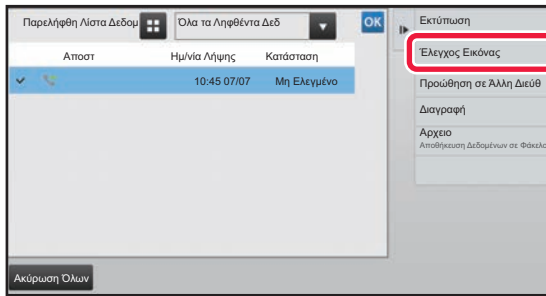 Παρελήφθη Λίστα Δεδομ
Όλα τα Ληφθέντα Δεδ
OK
Αποστ
Ημ/νία Λήψης
Κατάσταση
10:45 07/07
Μη Ελεγμένο
Ακύρωση Όλων
Εκτύπωση
Έλεγχος Εικόνας
Προώθηση σε Άλλη Διεύθ
Διαγραφή
Αρχειο
Αποθήκευση Δεδομένων σε Φάκελο